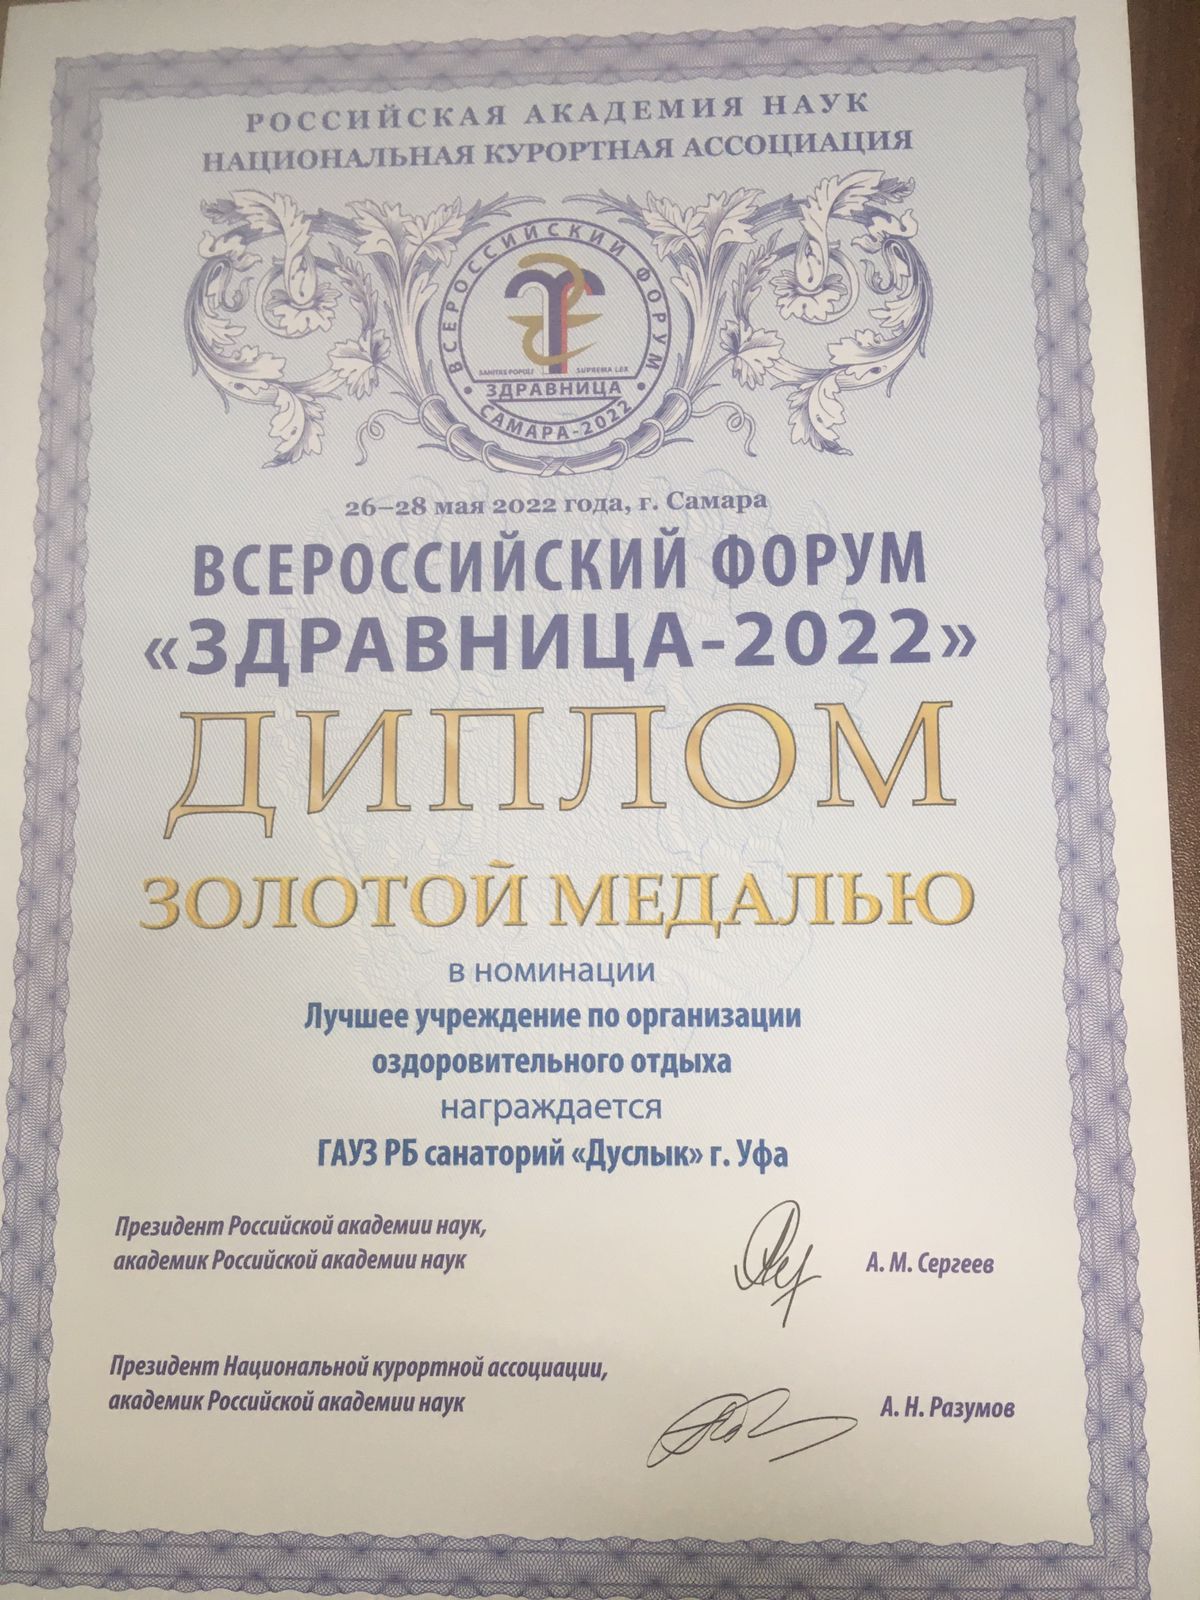 РОССИЙСКАЯ АКАДЕМИЯ НАУК
НАЦИОНАЛЬНАЯ КУРОРТНАЯ АССОЦИАЦИЯ
ВСЕРОССИЙСКИЙ ФОРУМ
SANITAS POPULI SUPREMA LEX
• ЗДРАВНИЦА •
САМАРА-2022
26–28 мая 2022 года, г. Самара
ВСЕРОССИЙСКИЙ ФОРУМ
«ЗДРАВНИЦА-2022»
ДИПЛОМ
ЗОЛОТОЙ МЕДАЛЬЮ
в номинации
Лучшее учреждение по организации
оздоровительного отдыха
награждается
ГАУЗ РБ санаторий «Дуслык» г. Уфа
Президент Российской академии наук,
академик Российской академии наук
А. М. Сергеев
Президент Национальной курортной ассоциации,
академик Российской академии наук
А. Н. Разумов